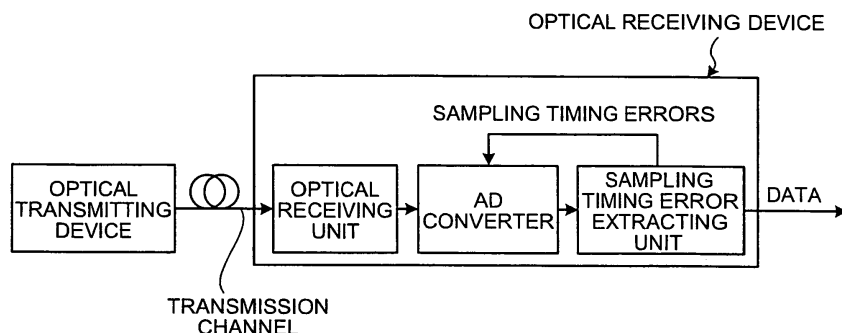 OPTICAL RECEIVING DEVICE
SAMPLING TIMING ERRORS
OPTICAL
TRANSMITTING
DEVICE
OPTICAL
RECEIVING
UNIT
AD
CONVERTER
SAMPLING
TIMING ERROR
EXTRACTING
UNIT
DATA
TRANSMISSION
CHANNEL